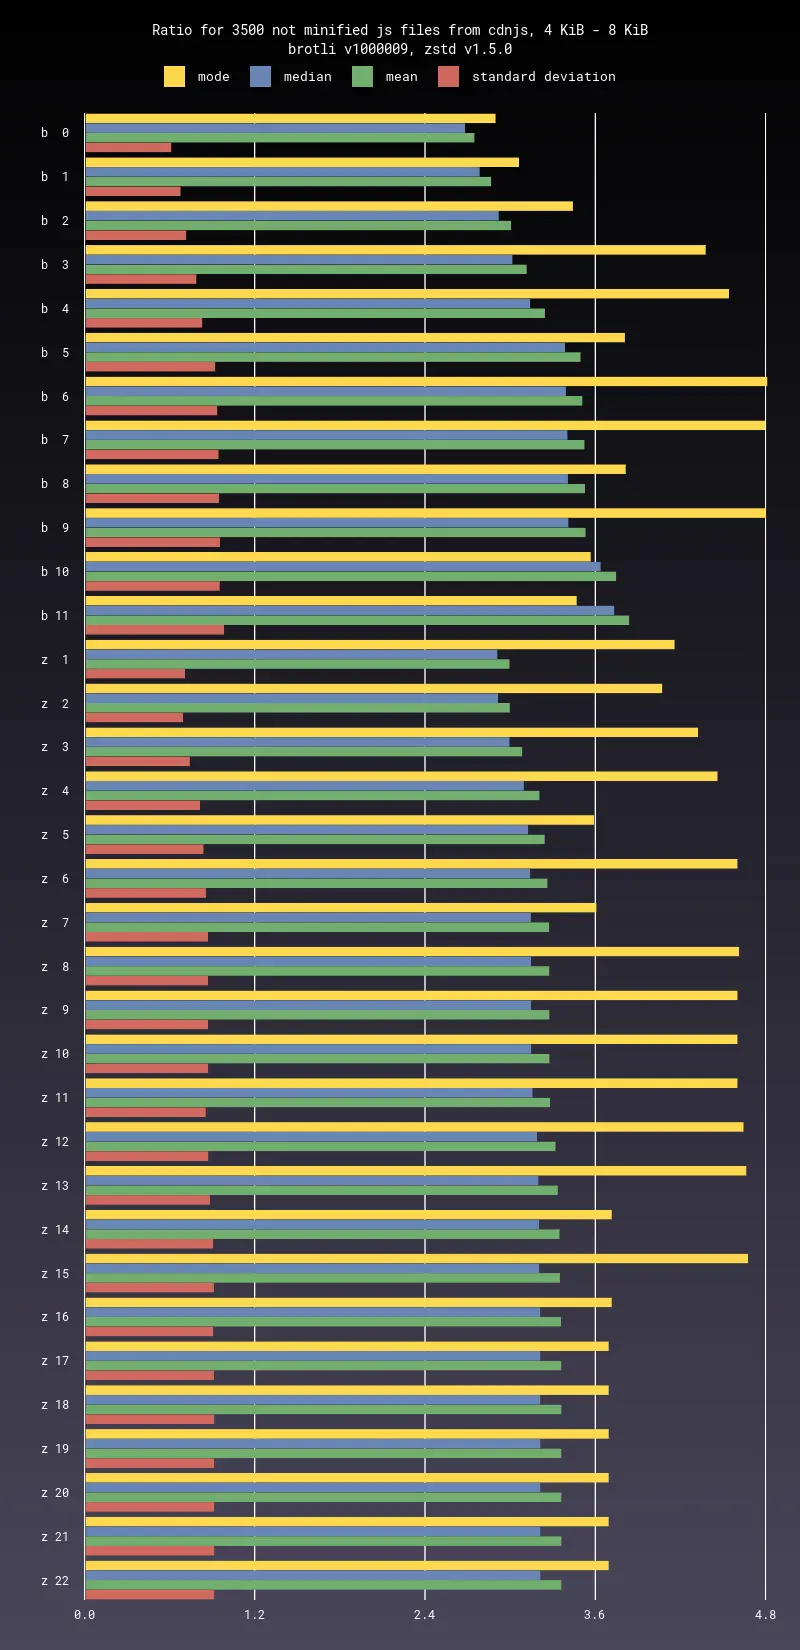 Ratio for 3500 not minified js files from cdnjs, 4 KiB - 8 KiB
brotli v1000009, zstd v1.5.0
mode median mean standard deviation
b 0
b 1
b 2
b 3
b 4
b 5
b 6
b 7
b 8
b 9
b 10
b 11
z 1
z 2
z 3
z 4
z 5
z 6
z 7
z 8
z 9
z 10
z 11
z 12
z 13
z 14
z 15
z 16
z 17
z 18
z 19
z 20
z 21
z 22
0.0 1.2 2.4 3.6 4.8